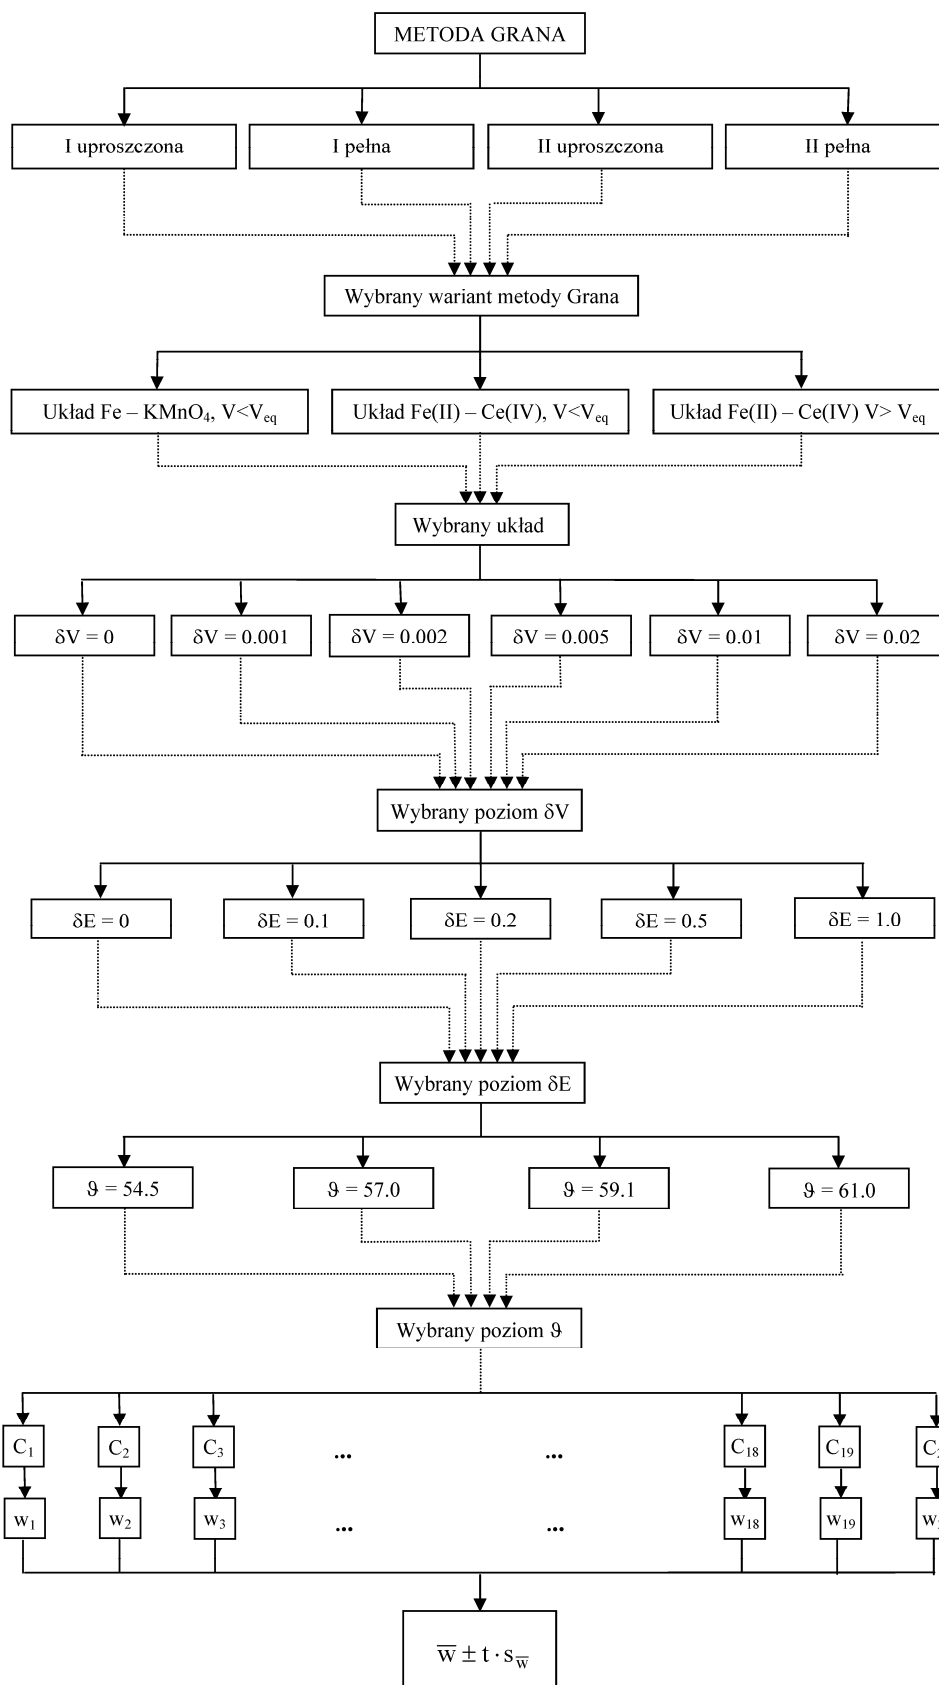 METODA GRANA
I uproszczona I pełna II uproszczona II pełna
Wybrany wariant metody Grana
Układ Fe – KMnO₄, V<Veq Układ Fe(II) – Ce(IV), V<Veq Układ Fe(II) – Ce(IV) V> Veq
Wybrany układ
δV = 0 δV = 0.001 δV = 0.002 δV = 0.005 δV = 0.01 δV = 0.02
Wybrany poziom δV
δE = 0 δE = 0.1 δE = 0.2 δE = 0.5 δE = 1.0
Wybrany poziom δE
ϑ = 54.5 ϑ = 57.0 ϑ = 59.1 ϑ = 61.0
Wybrany poziom ϑ
C₁ C₂ C₃ ... ... C₁₈ C₁₉
w₁ w₂ w₃ ... ... w₁₈ w₁₉
w̅ ± t · s_w̅